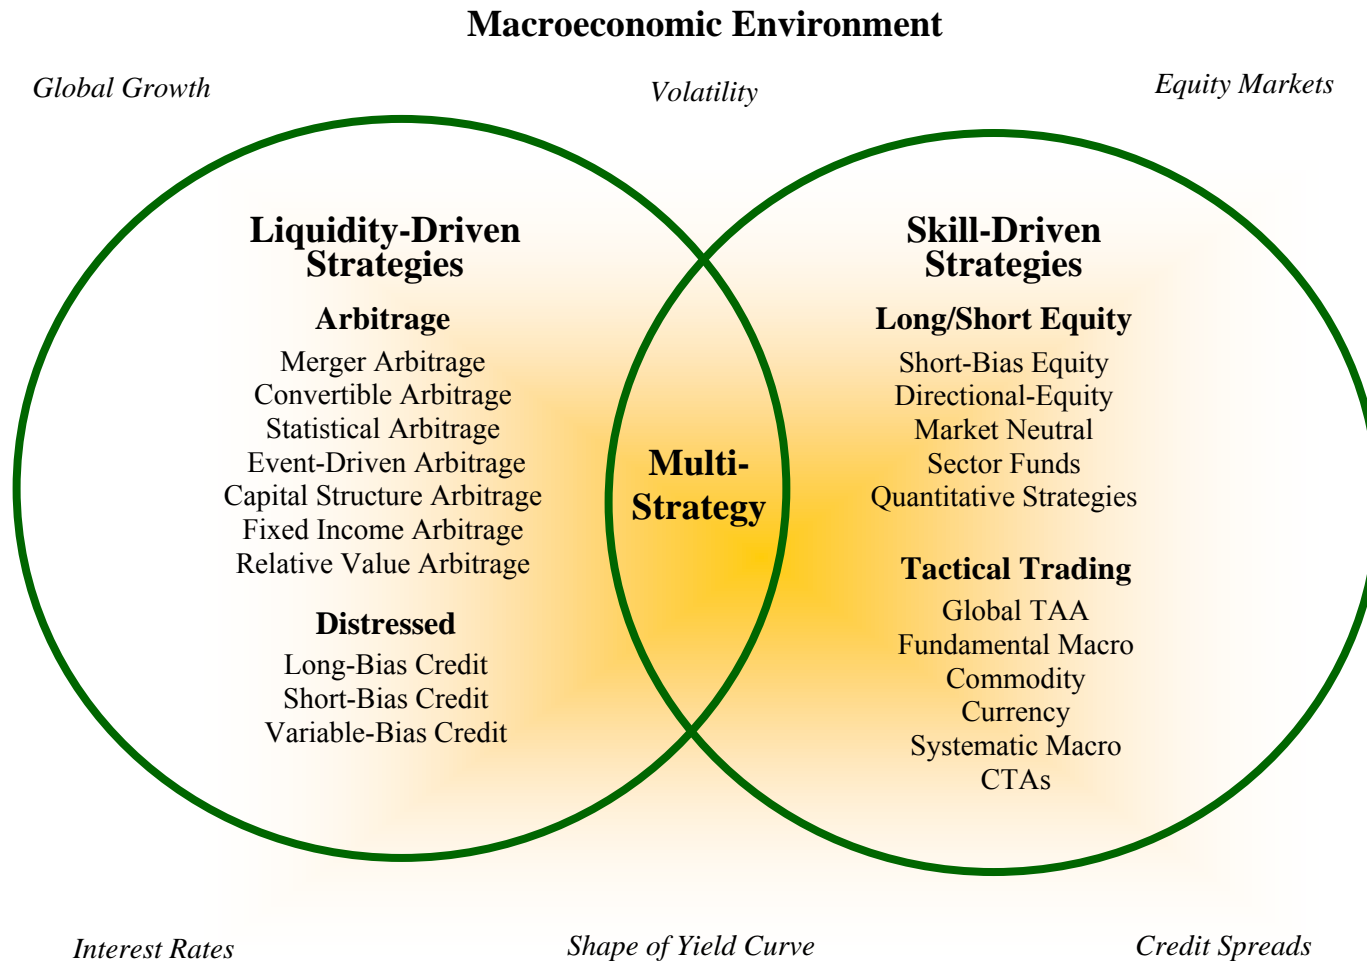 Macroeconomic Environment
Global Growth
Volatility
Equity Markets
Liquidity-Driven
Strategies
Arbitrage
Merger Arbitrage
Convertible Arbitrage
Statistical Arbitrage
Event-Driven Arbitrage
Capital Structure Arbitrage
Fixed Income Arbitrage
Relative Value Arbitrage
Distressed
Long-Bias Credit
Short-Bias Credit
Variable-Bias Credit
Multi-
Strategy
Skill-Driven
Strategies
Long/Short Equity
Short-Bias Equity
Directional-Equity
Market Neutral
Sector Funds
Quantitative Strategies
Tactical Trading
Global TAA
Fundamental Macro
Commodity
Currency
Systematic Macro
CTAs
Interest Rates
Shape of Yield Curve
Credit Spreads